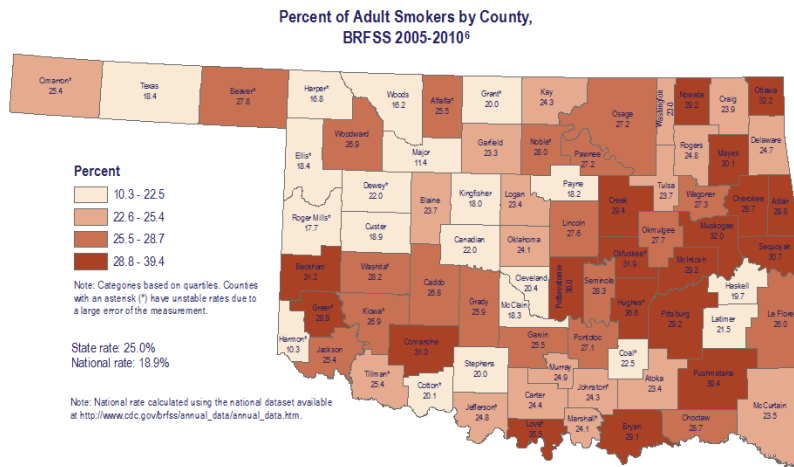 Percent of Adult Smokers by County,
BRFSS 2005-2010⁶
Cimarron*
25.4
Texas
18.4
Beaver*
27.8
Harper*
16.8
Woods
16.2
Alfalfa*
25.5
Grant*
20.0
Kay
24.3
Osage
27.2
Washington
23.0
Nowata
29.2
Craig
23.9
Ottawa
32.2
Woodward
26.9
Ellis*
18.4
Major
11.4
Garfield
23.3
Noble*
28.0
Pawnee
27.2
Rogers
24.8
Mayes
30.1
Delaware
24.7
Percent
10.3 - 22.5
22.6 - 25.4
25.5 - 28.7
28.8 - 39.4
Dewey*
22.0
Blaine
23.7
Kingfisher
18.0
Logan
23.4
Payne
18.2
Creek
29.4
Tulsa
23.7
Wagoner
27.3
Cherokee
29.7
Adair
29.8
Roger Mills*
17.7
Custer
18.9
Canadian
22.0
Oklahoma
24.1
Lincoln
27.6
Okmulgee
27.7
Muskogee
32.0
Sequoyah
30.7
Okfuskee*
31.9
McIntosh
29.2
Beckham
31.2
Washita*
28.2
Caddo
26.8
Grady
25.9
Cleveland
20.4
McClain
18.3
Pottawatomie
30.0
Seminole
28.3
Hughes*
36.6
Pittsburg
29.2
Haskell
19.7
Latimer
21.5
Le Flore
26.0
Note: Categories based on quartiles. Counties
with an asterisk (*) have unstable rates due to
a large error of the measurement.
Greer*
Kiowa*
26.9
Harmon*
10.3
Jackson
25.4
Comanche
31.0
Garvin
25.5
Pontotoc
27.1
Coal*
22.5
State rate: 25.0%
National rate: 18.9%
Tillman*
25.4
Cotton*
20.1
Stephens
20.0
Murray
24.9
Johnston*
24.3
Atoka
23.4
Pushmataha
39.4
McCurtain
23.5
Jefferson*
24.8
Carter
24.4
Love*
Marshall*
24.1
Bryan
29.1
Choctaw
28.7
Note: National rate calculated using the national dataset available
at http://www.cdc.gov/brfss/annual_data/annual_data.htm.